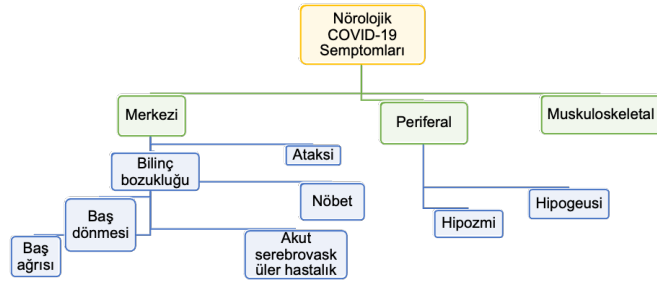 Nörolojik
COVID-19
Semptomları
Merkezi
Periferal
Muskuloskeletal
Ataksi
Bilinç
bozukluğu
Nöbet
Baş
dönmesi
Baş
ağrısı
Akut
serebrovask
üler hastalık
Hipozmi
Hipogeusi